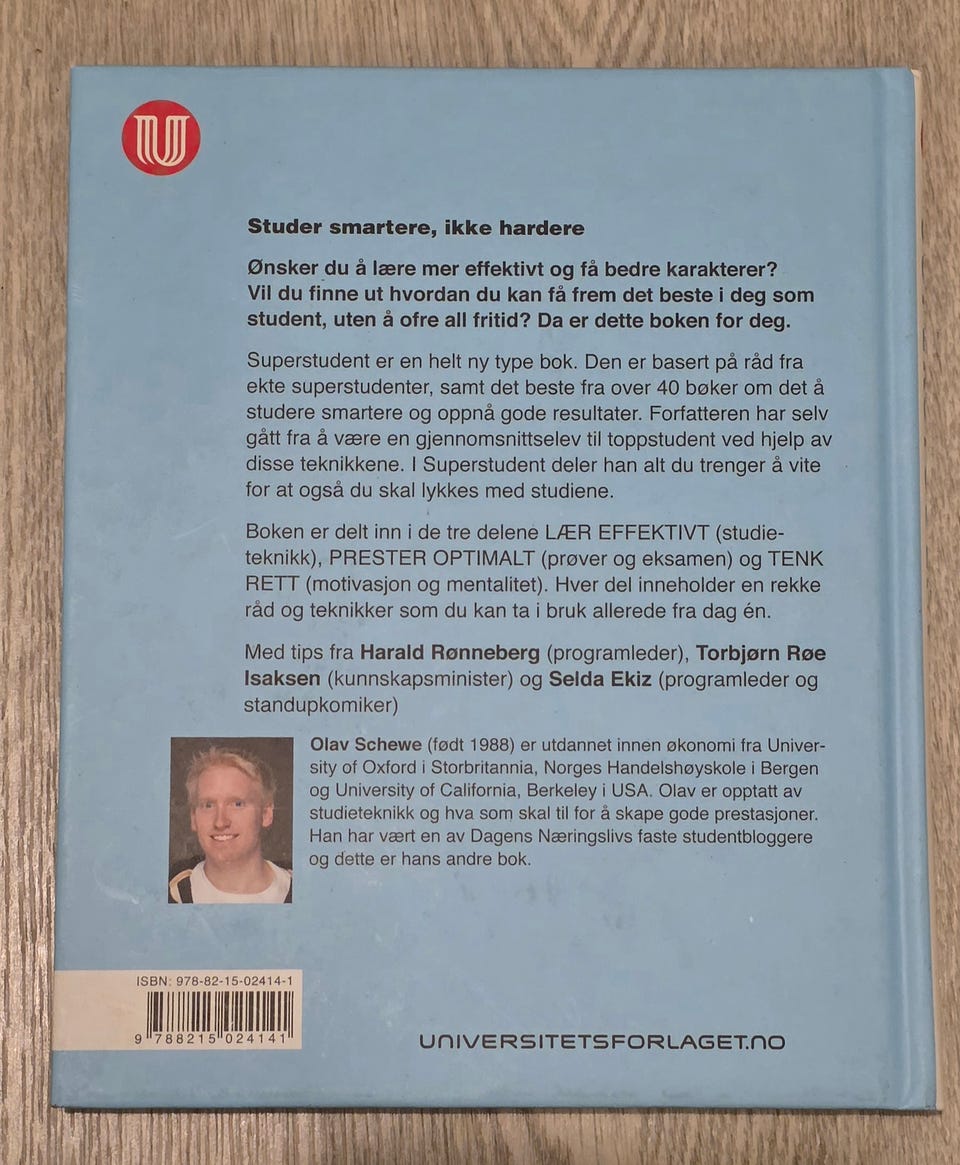 U
Studer smartere, ikke hardere
Ønsker du å lære mer effektivt og få bedre karakterer?
Vil du finne ut hvordan du kan få frem det beste i deg som
student, uten å ofre all fritid? Da er dette boken for deg.
Superstudent er en helt ny type bok. Den er basert på råd fra
ekte superstudenter, samt det beste fra over 40 bøker om det å
studere smartere og oppnå gode resultater. Forfatteren har selv
gått fra å være en gjennomsnittselev til toppstudent ved hjelp av
disse teknikkene. I Superstudent deler han alt du trenger å vite
for at også du skal lykkes med studiene.
Boken er delt inn i de tre delene LÆR EFFEKTIVT (studie-
teknikk), PRESTER OPTIMALT (prøver og eksamen) og TENK
RETT (motivasjon og mentalitet). Hver del inneholder en rekke
råd og teknikker som du kan ta i bruk allerede fra dag én.
Med tips fra Harald Rønneberg (programleder), Torbjørn Røe
Isaksen (kunnskapsminister) og Selda Ekiz (programleder og
standupkomiker)
Olav Schewe (født 1988) er utdannet innen økonomi fra Univer-
sity of Oxford i Storbritannia, Norges Handelshøyskole i Bergen
og University of California, Berkeley i USA. Olav er opptatt av
studieteknikk og hva som skal til for å skape gode prestasjoner.
Han har vært en av Dagens Næringslivs faste studentbloggere
og dette er hans andre bok.
ISBN: 978-82-15-02414-1
9 788215 024141
UNIVERSITETSFORLAGET.NO